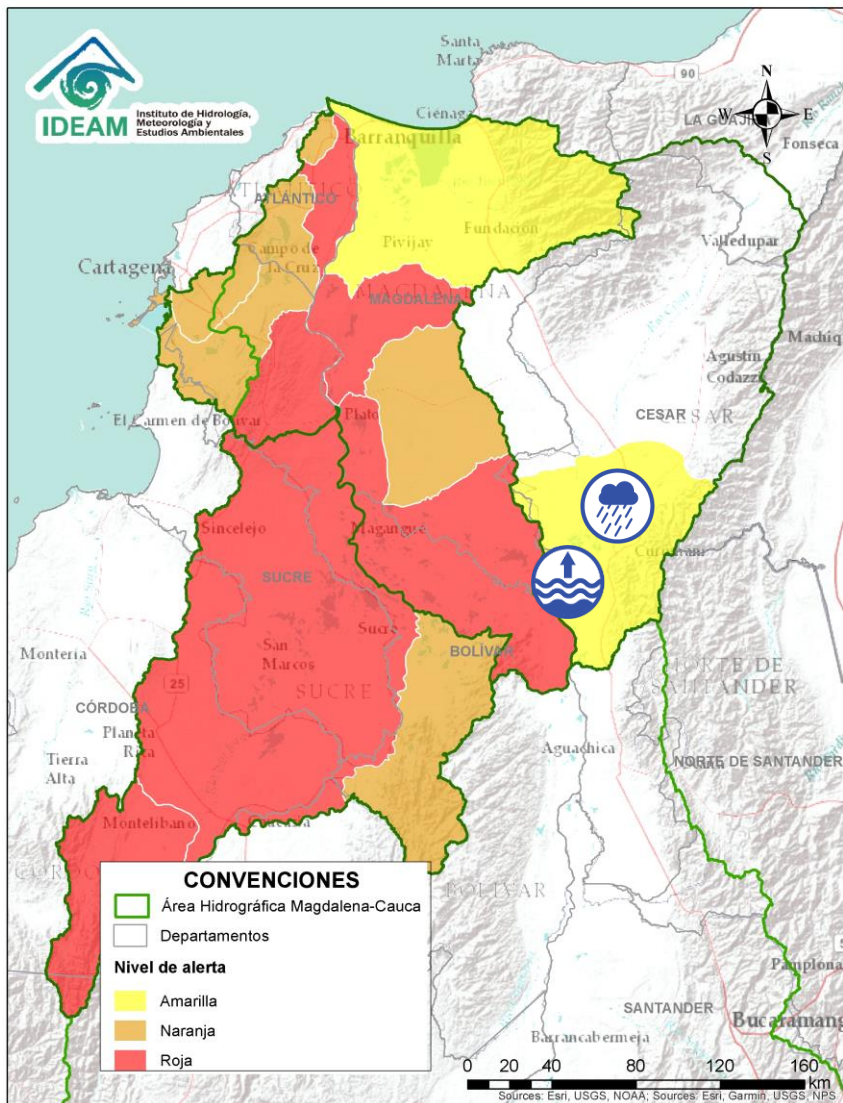 IDEAM
Instituto de Hidrología,
Meteorología y
Estudios Ambientales
Santa
Marta
90
N
W
E
S
Ciénaga
LA GUAJI
Fonseca
Barranquilla
ATLÁNTICO
Fundación
Pivijay
Valledupar
Campo de
la Cruz
Cartagena
MAGDALENA
Machiq
Agustín
Codazzi
CESAR
CESAR
Plato
El Carmen de Bolívar
Sincelejo
Magangué
SUCRE
Sucre
San
Marcos
BOLÍVAR
Montería
25
SUCRE
NORTE DE
SANTANDER
CÓRDOBA
Planeta
Rica
Tierra
Alta
Aguachica
NORTE DE SANTANDER
Montelíbano
BOLÍVAR
CONVENCIONES
Área Hidrográfica Magdalena-Cauca
Departamentos
Nivel de alerta
Amarilla
Naranja
Roja
Pamplona
SANTANDER
Bucaramang
Barrancabermeja
0 20 40 80 120 160
km
Sources: Esri, USGS, NOAA; Sources: Esri, Garmin, USGS, NPS